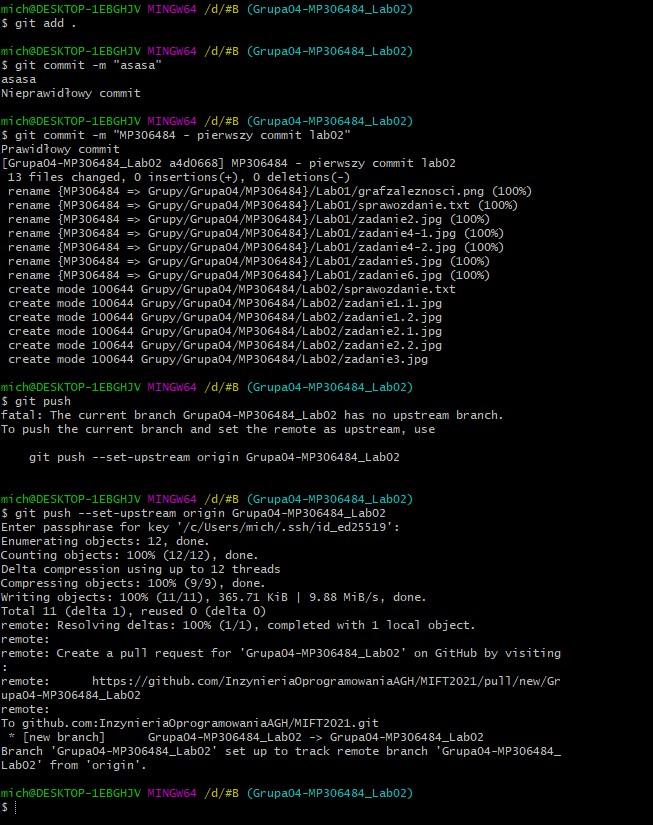 mich@DESKTOP-1EBGHJV MINGW64 /d/#B (Grupa04-MP306484_Lab02)
$ git add .
mich@DESKTOP-1EBGHJV MINGW64 /d/#B (Grupa04-MP306484_Lab02)
$ git commit -m "asasa"
asasa
Nieprawidłowy commit
mich@DESKTOP-1EBGHJV MINGW64 /d/#B (Grupa04-MP306484_Lab02)
$ git commit -m "MP306484 - pierwszy commit lab02"
Prawidłowy commit
[Grupa04-MP306484_Lab02 a4d0668] MP306484 - pierwszy commit lab02
 13 files changed, 0 insertions(+), 0 deletions(-)
 rename {MP306484 => Grupy/Grupa04/MP306484}/Lab01/grafzaleznosci.png (100%)
 rename {MP306484 => Grupy/Grupa04/MP306484}/Lab01/sprawozdanie.txt (100%)
 rename {MP306484 => Grupy/Grupa04/MP306484}/Lab01/zadanie2.jpg (100%)
 rename {MP306484 => Grupy/Grupa04/MP306484}/Lab01/zadanie4-1.jpg (100%)
 rename {MP306484 => Grupy/Grupa04/MP306484}/Lab01/zadanie4-2.jpg (100%)
 rename {MP306484 => Grupy/Grupa04/MP306484}/Lab01/zadanie5.jpg (100%)
 rename {MP306484 => Grupy/Grupa04/MP306484}/Lab01/zadanie6.jpg (100%)
 create mode 100644 Grupy/Grupa04/MP306484/Lab02/sprawozdanie.txt
 create mode 100644 Grupy/Grupa04/MP306484/Lab02/zadanie1.1.jpg
 create mode 100644 Grupy/Grupa04/MP306484/Lab02/zadanie1.2.jpg
 create mode 100644 Grupy/Grupa04/MP306484/Lab02/zadanie2.1.jpg
 create mode 100644 Grupy/Grupa04/MP306484/Lab02/zadanie2.2.jpg
 create mode 100644 Grupy/Grupa04/MP306484/Lab02/zadanie3.jpg
mich@DESKTOP-1EBGHJV MINGW64 /d/#B (Grupa04-MP306484_Lab02)
$ git push
fatal: The current branch Grupa04-MP306484_Lab02 has no upstream branch.
To push the current branch and set the remote as upstream, use
    git push --set-upstream origin Grupa04-MP306484_Lab02
mich@DESKTOP-1EBGHJV MINGW64 /d/#B (Grupa04-MP306484_Lab02)
$ git push --set-upstream origin Grupa04-MP306484_Lab02
Enter passphrase for key '/c/Users/mich/.ssh/id_ed25519':
Enumerating objects: 12, done.
Counting objects: 100% (12/12), done.
Delta compression using up to 12 threads
Compressing objects: 100% (9/9), done.
Writing objects: 100% (11/11), 365.71 KiB | 9.88 MiB/s, done.
Total 11 (delta 1), reused 0 (delta 0)
remote: Resolving deltas: 100% (1/1), completed with 1 local object.
remote:
remote: Create a pull request for 'Grupa04-MP306484_Lab02' on GitHub by visiting
:
remote:      https://github.com/InzynieriaOprogramowaniaAGH/MIFT2021/pull/new/Gr
upa04-MP306484_Lab02
remote:
To github.com:InzynieriaOprogramowaniaAGH/MIFT2021.git
 * [new branch]      Grupa04-MP306484_Lab02 -> Grupa04-MP306484_Lab02
Branch 'Grupa04-MP306484_Lab02' set up to track remote branch 'Grupa04-MP306484_
Lab02' from 'origin'.
mich@DESKTOP-1EBGHJV MINGW64 /d/#B (Grupa04-MP306484_Lab02)
$